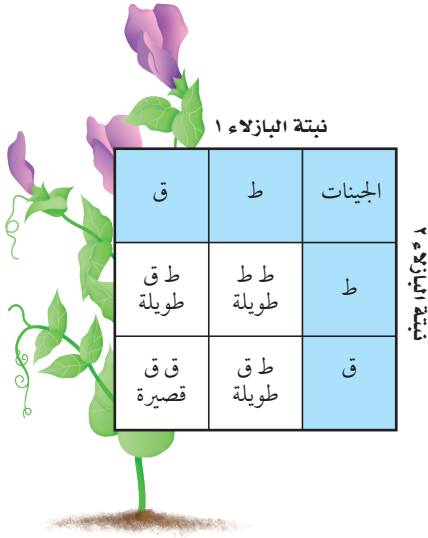 نبتة البازلاء ١
الجينات
ط
ق
نبتة البازلاء ٢
ط
ط ط
طويلة
ط ق
طويلة
ق
ط ق
طويلة
ق ق
قصيرة